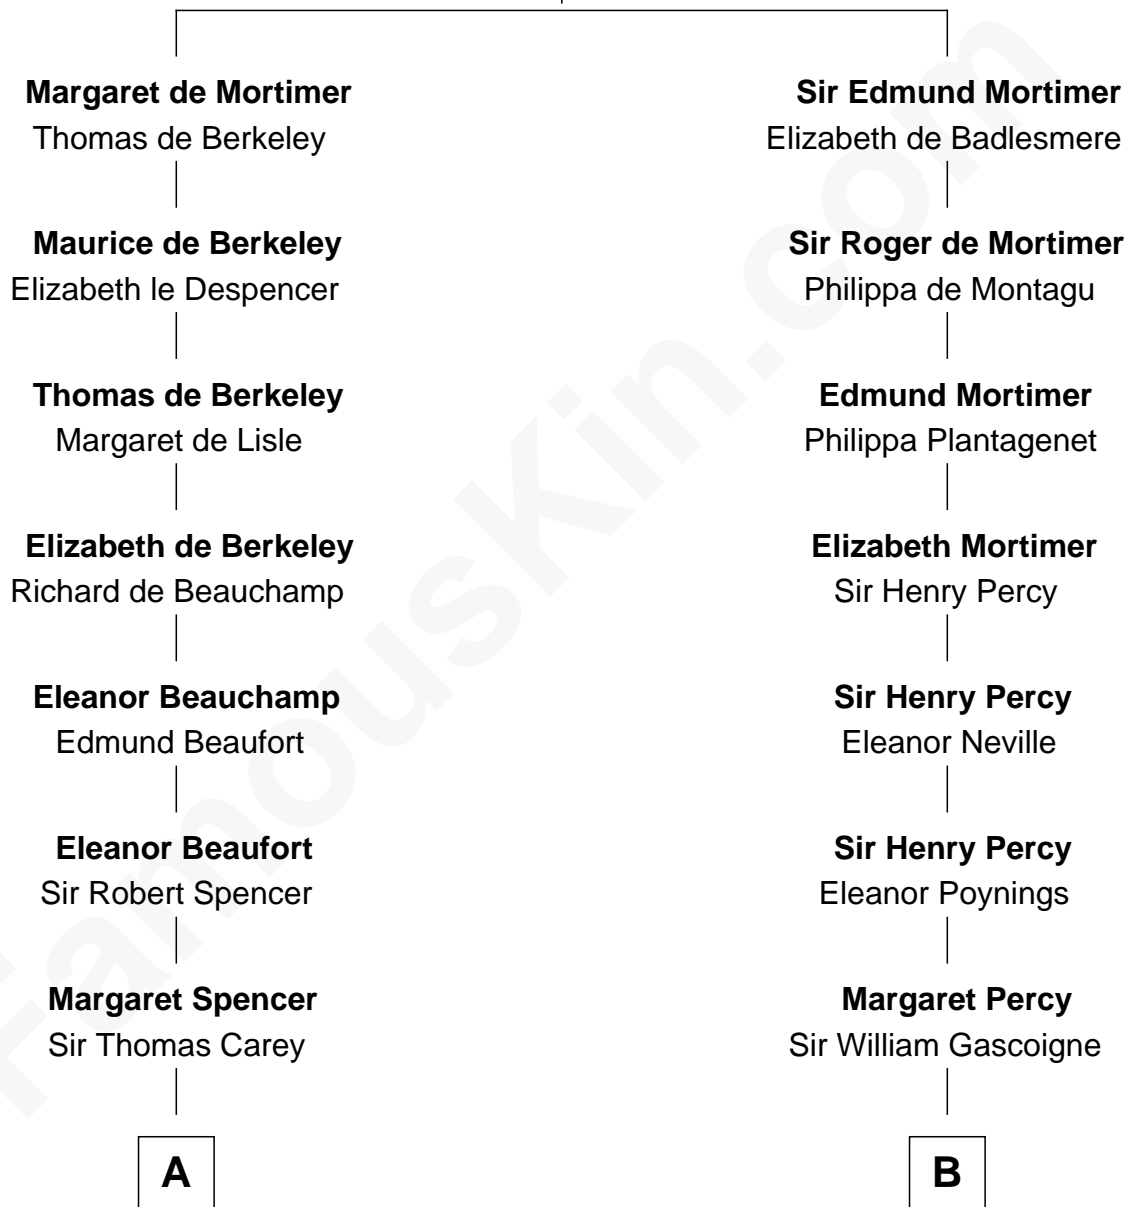 Margaret de Mortimer
Thomas de Berkeley
Sir Edmund Mortimer
Elizabeth de Badlesmere
Maurice de Berkeley
Elizabeth le Despencer
Sir Roger de Mortimer
Philippa de Montagu
Thomas de Berkeley
Margaret de Lisle
Edmund Mortimer
Philippa Plantagenet
Elizabeth de Berkeley
Richard de Beauchamp
Elizabeth Mortimer
Sir Henry Percy
Eleanor Beauchamp
Edmund Beaufort
Sir Henry Percy
Eleanor Neville
Eleanor Beaufort
Sir Robert Spencer
Sir Henry Percy
Eleanor Poynings
Margaret Spencer
Sir Thomas Carey
Margaret Percy
Sir William Gascoigne
A
B
FamousKin.com